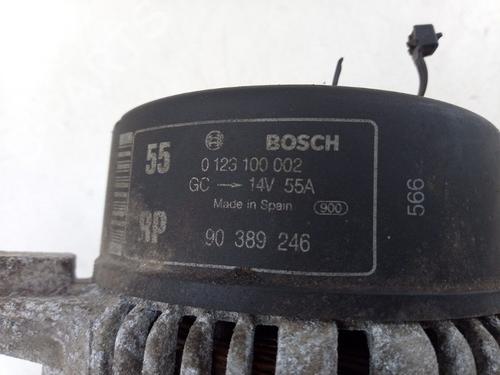 BOSCH
55 0 123 100 002
GC → 14V 55A
Made in Spain 900
RP 90 389 246
566